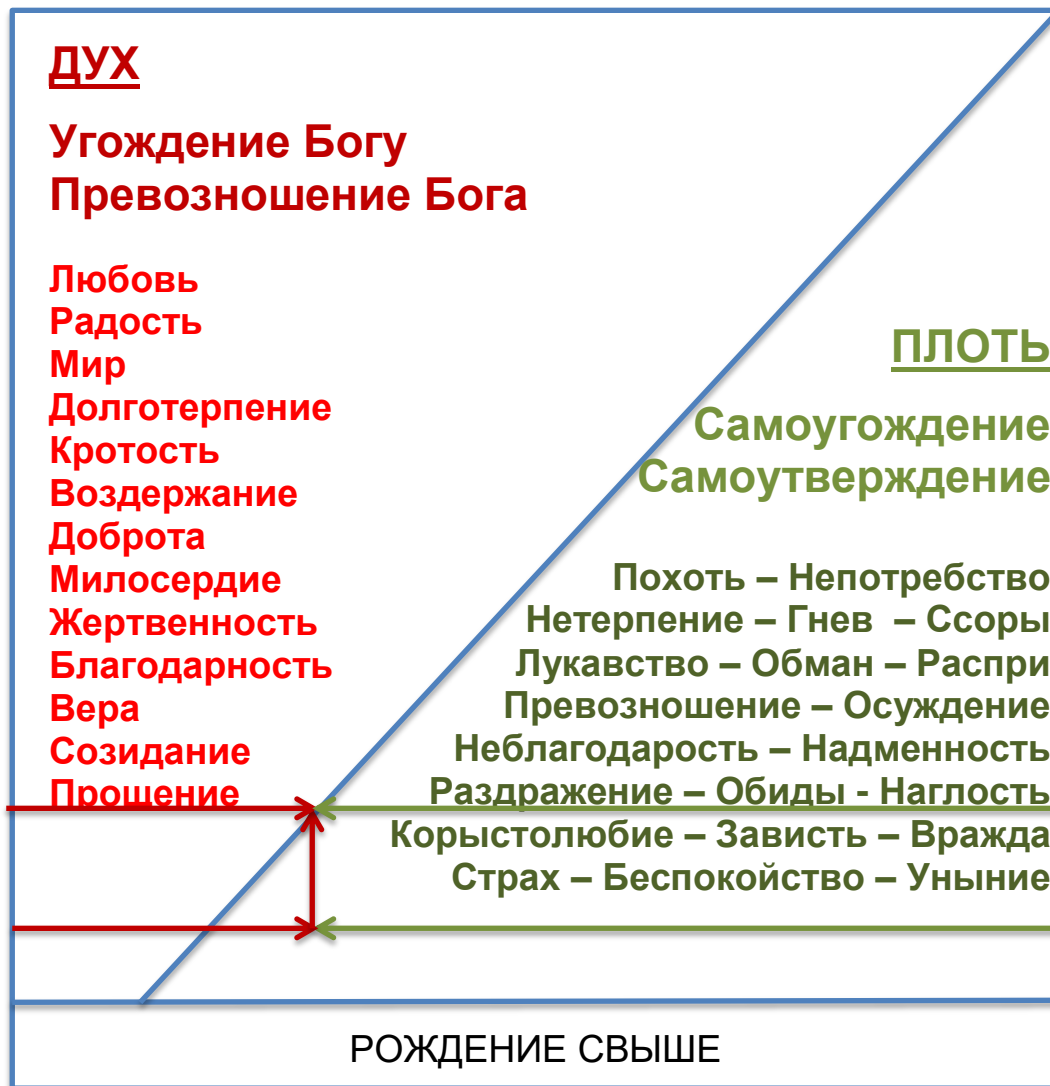 ДУХ
Угождение Богу
Превозношение Бога
Любовь
Радость
Мир
Долготерпение
Кротость
Воздержание
Доброта
Милосердие
Жертвенность
Благодарность
Вера
Созидание
Прощение
ПЛОТЬ
Самоугождение
Самоутверждение
Похоть – Непотребство
Нетерпение – Гнев – Ссоры
Лукавство – Обман – Распри
Превозношение – Осуждение
Неблагодарость – Надменность
Раздражение – Обиды - Наглость
Корыстолюбие – Зависть – Вражда
Страх – Беспокойство – Уныние
РОЖДЕНИЕ СВЫШЕ